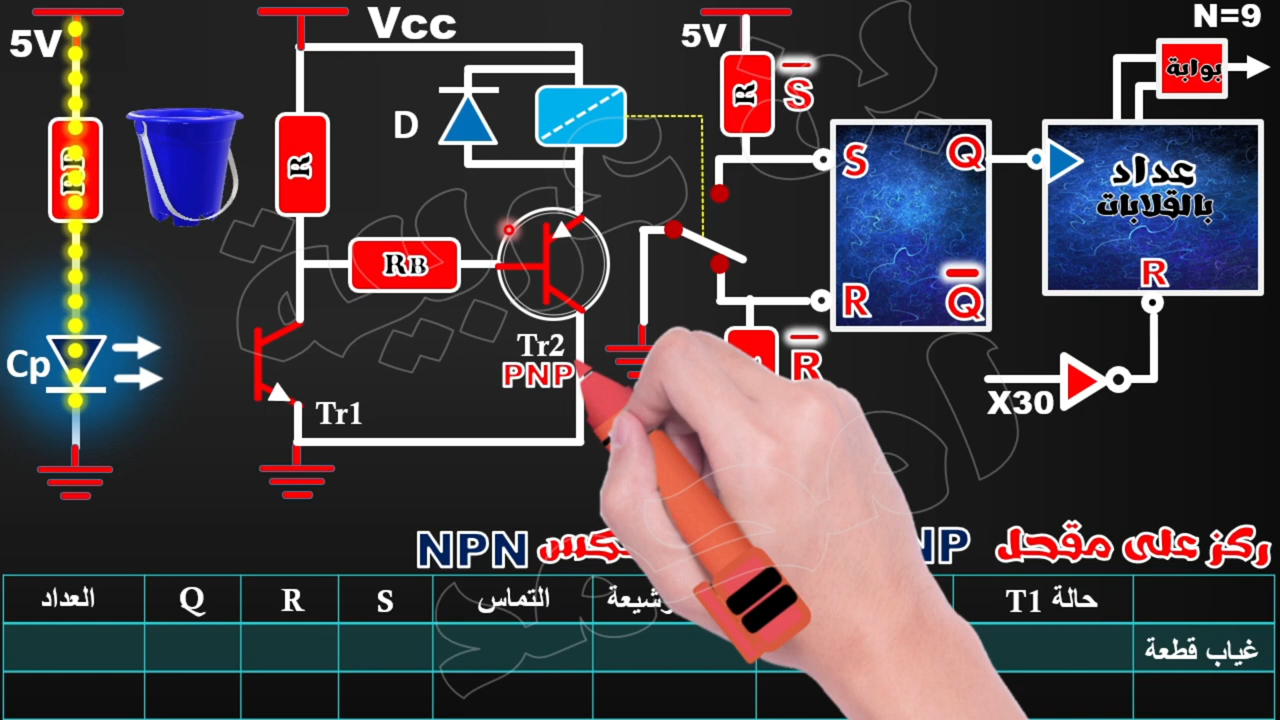 5V
Vcc
5V
N=9
بوابة
R
S
D
R
S
Q
عداد
بالقلابات
RB
R
R
Q
Cp
Tr2
PNP
R
X30
Tr1
ركز على مقحل
NPN
العداد
Q
R
S
التماس
حالة T1
غياب قطعة